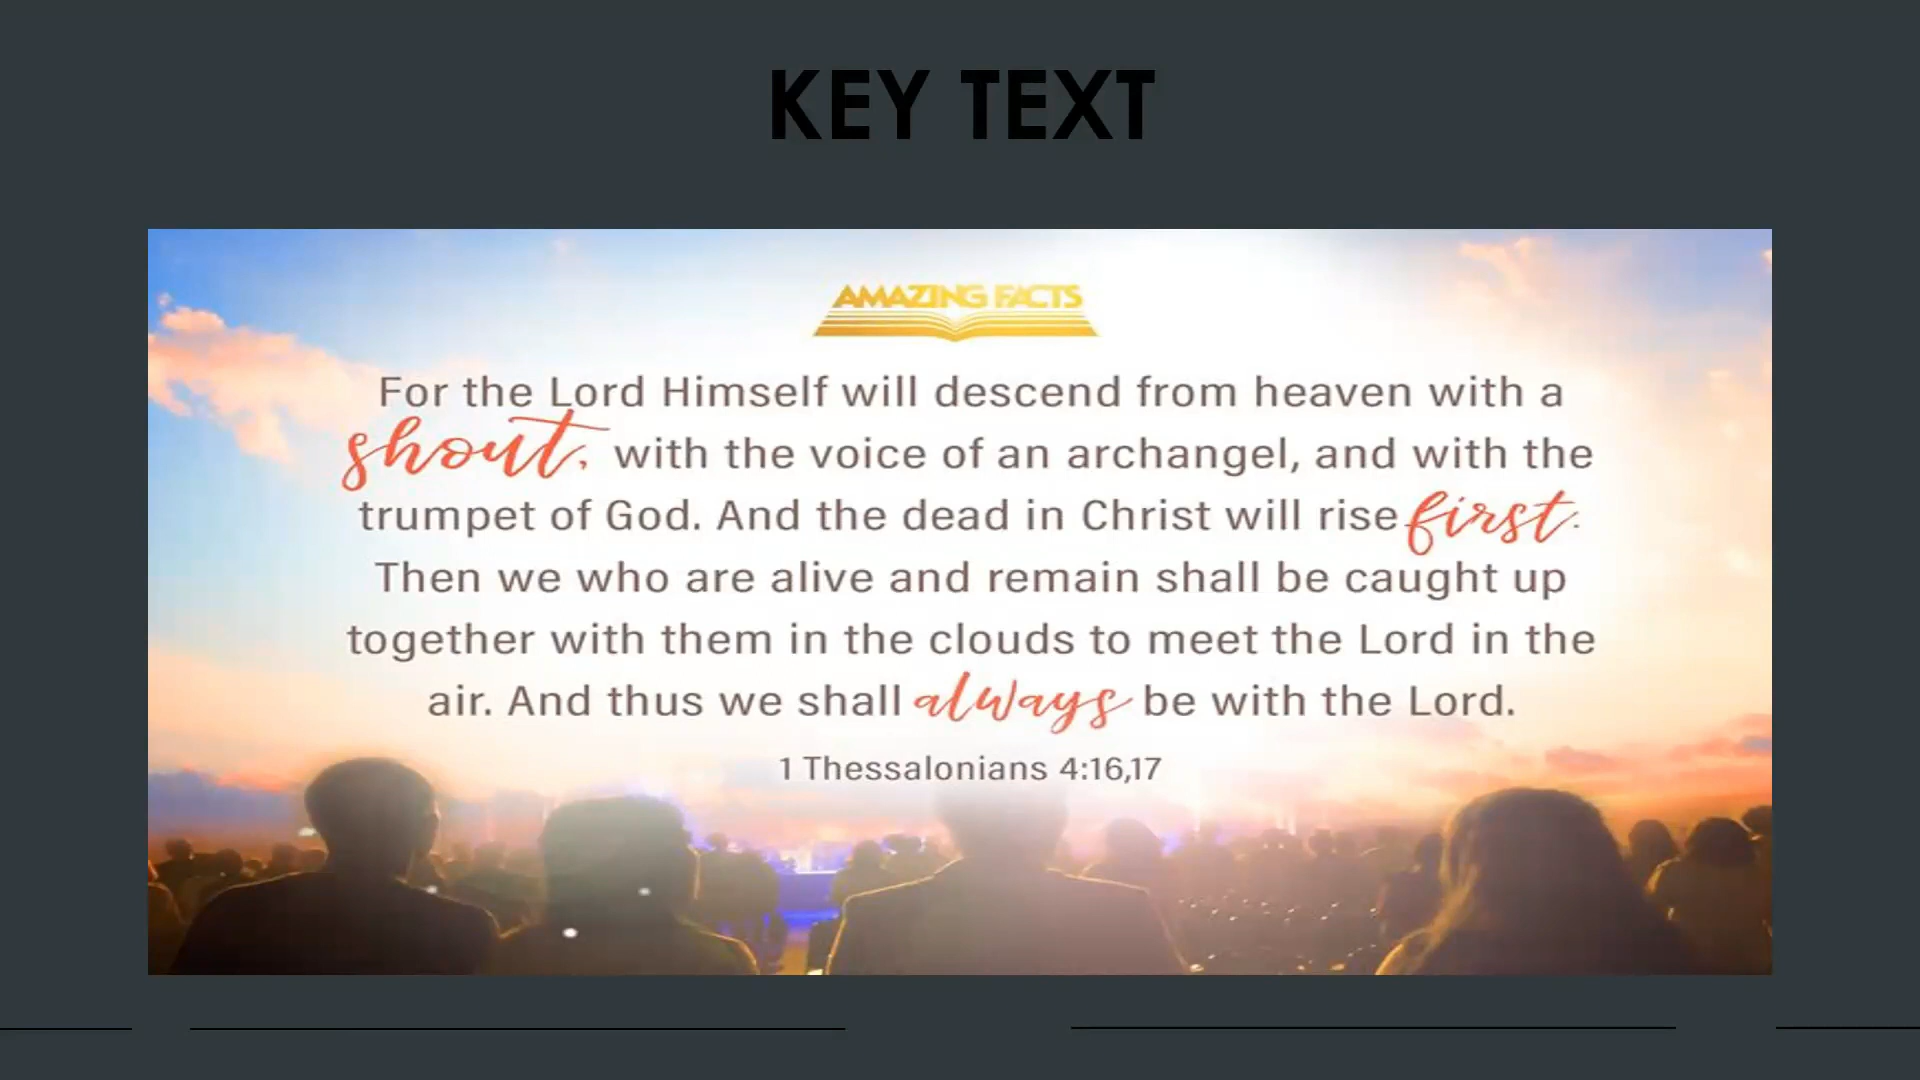 KEY TEXT
AMAZING FACTS
For the Lord Himself will descend from heaven with a
shout, with the voice of an archangel, and with the
trumpet of God. And the dead in Christ will rise first.
Then we who are alive and remain shall be caught up
together with them in the clouds to meet the Lord in the
air. And thus we shall always be with the Lord.
1 Thessalonians 4:16,17